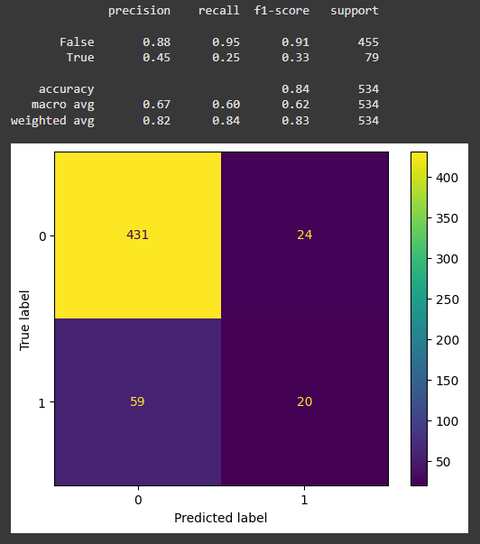 precision recall f1-score support
False 0.88 0.95 0.91 455
True 0.45 0.25 0.33 79
accuracy 0.84 534
macro avg 0.67 0.60 0.62 534
weighted avg 0.82 0.84 0.83 534
0
431
24
1
59
20
0
1
True label
Predicted label
400
350
300
250
200
150
100
50